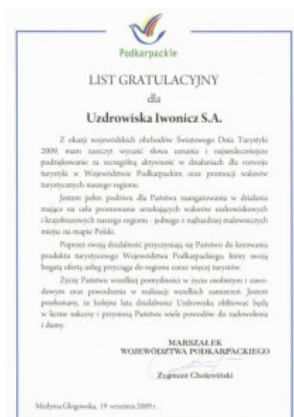 Podkarpackie
LIST GRATULACYJNY
dla
Uzdrowiska Iwonicz S.A.
Z okazji wojewódzkich obchodów Światowego Dnia Turystyki
2009, mam zaszczyt wyrazić słowa uznania i najserdeczniejsze
podziękowanie za szczególną aktywność w działaniach dla rozwoju
turystyki w Województwie Podkarpackim oraz promocji walorów
turystycznych naszego regionu.
Jestem pełen podziwu dla Państwa zaangażowania w działania
mające na celu promowanie urzekających walorów uzdrowiskowych
i krajobrazowych naszego regionu - jednego z najbardziej malowniczych
miejsc na mapie Polski.
Poprzez swoją działalność przyczyniają się Państwo do kreowania
produktu turystycznego Województwa Podkarpackiego, który swoją
bogatą ofertą usług przyciąga do regionu coraz więcej turystów.
Życzę Państwu wszelkiej pomyślności w życiu osobistym i zawo-
dowym oraz powodzenia w realizacji wszelkich zamierzeń. Jestem
przekonany, że kolejne lata działalności Uzdrowiska obfitować będą
w liczne sukcesy i przyniosą Państwu wiele powodów do zadowolenia
i dumy.
MARSZAŁEK
WOJEWÓDZTWA PODKARPACKIEGO
Zygmunt Cholewiński
Medynia Głogowska, 19 września 2009 r.